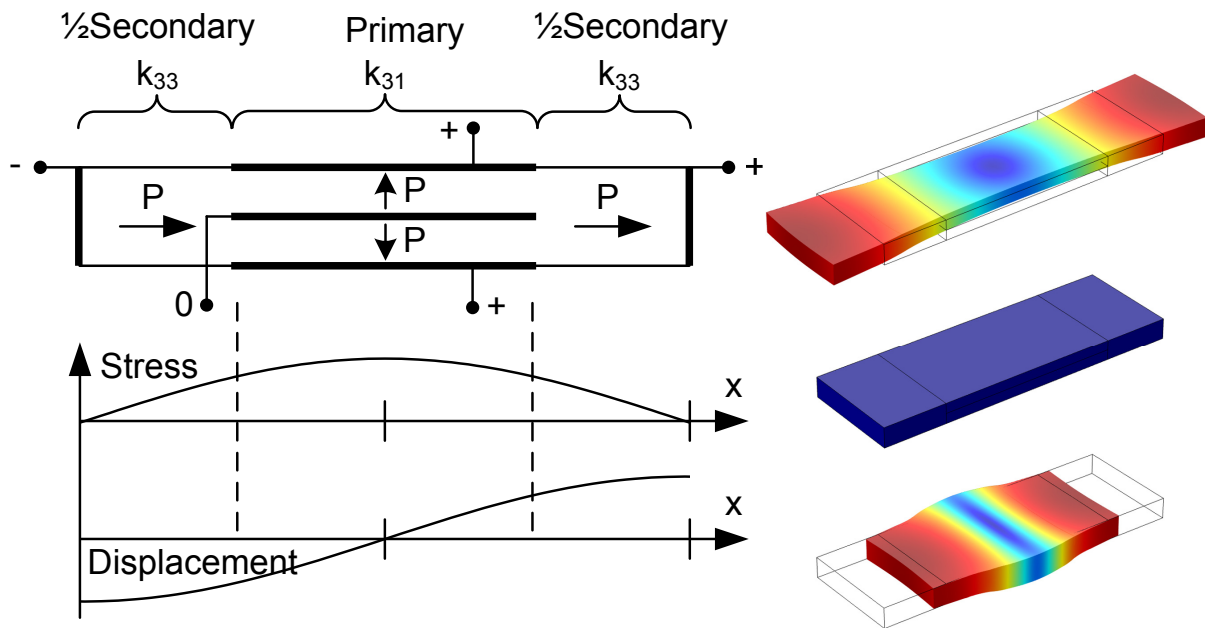 ½Secondary Primary ½Secondary
k33 k31 k33
+
- +
P P P
P
0 +
Stress
x
x
Displacement